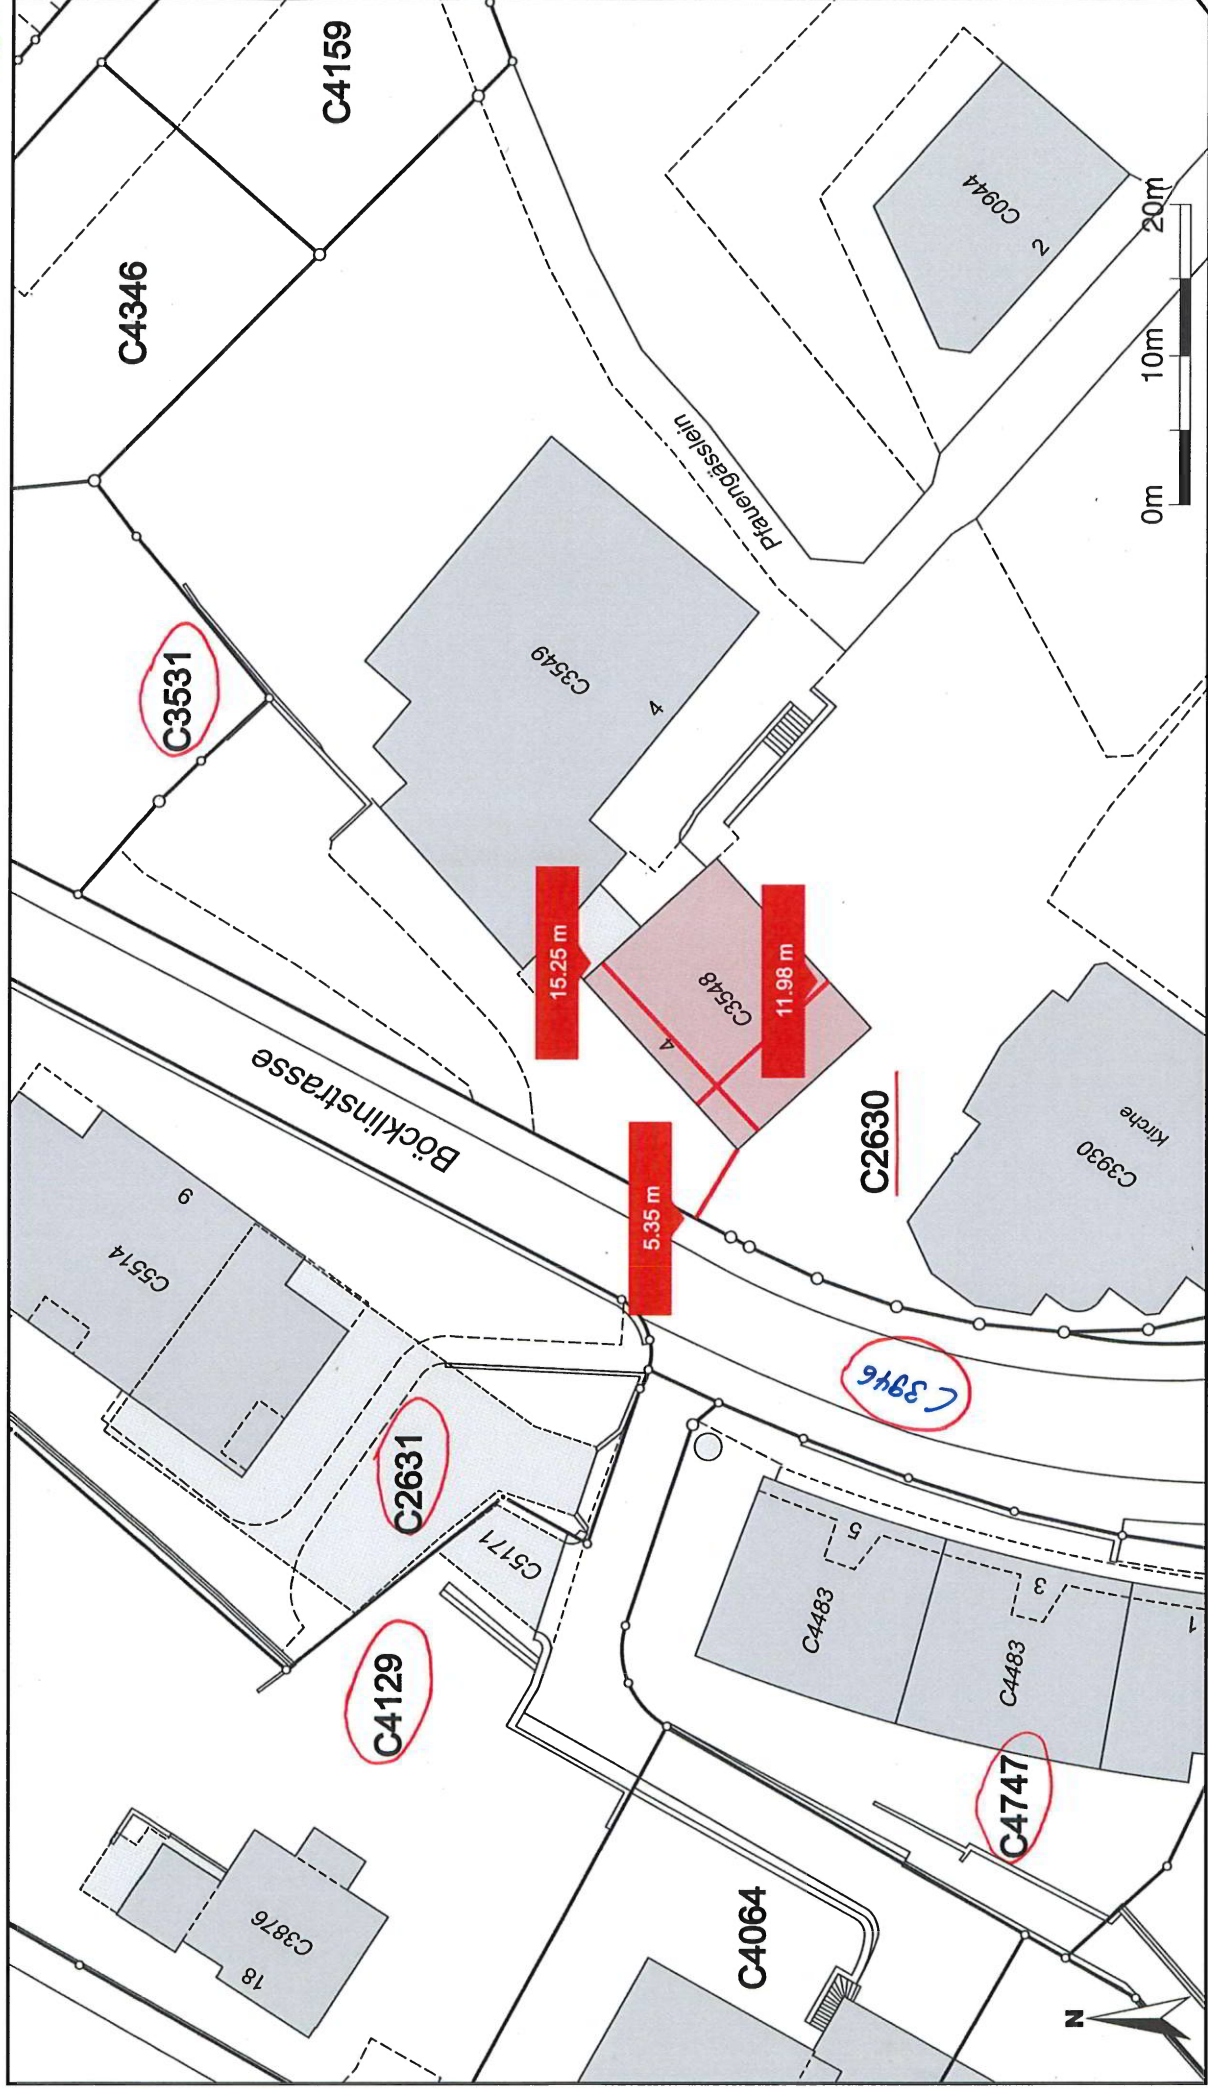 C4159
C4346
C0944
2
20m
10m
0m
Pfauengässlein
C3531
C3549
4
15.25 m
C3548
4
11.98 m
Böcklinstrasse
5.35 m
C2630
C3930
Kirche
9
C5514
C3946
C2631
C5171
C4129
5
C4483
3
C4483
1
C4747
C3876
18
C4064
N